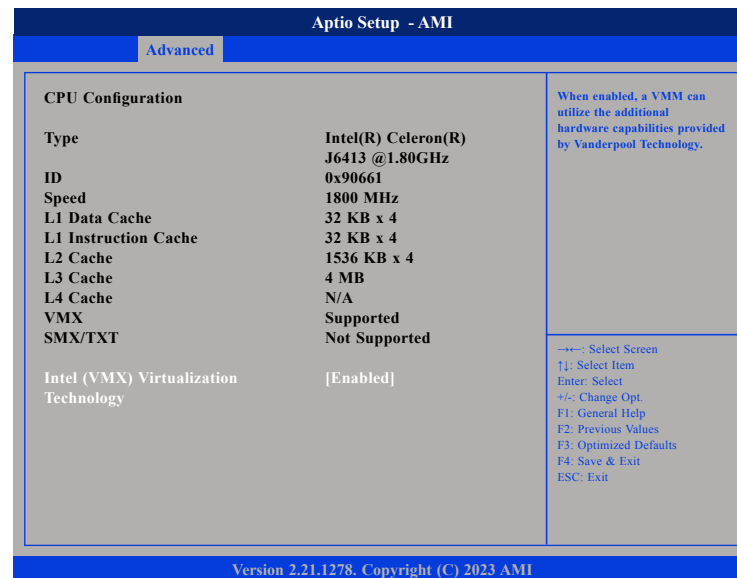 Aptio Setup - AMI
Advanced
CPU Configuration
Type Intel(R) Celeron(R)
J6413 @1.80GHz
ID 0x90661
Speed 1800 MHz
L1 Data Cache 32 KB x 4
L1 Instruction Cache 32 KB x 4
L2 Cache 1536 KB x 4
L3 Cache 4 MB
L4 Cache N/A
VMX Supported
SMX/TXT Not Supported
Intel (VMX) Virtualization [Enabled]
Technology
When enabled, a VMM can
utilize the additional
hardware capabilities provided
by Vanderpool Technology.
→←: Select Screen
↑↓: Select Item
Enter: Select
+/-: Change Opt.
F1: General Help
F2: Previous Values
F3: Optimized Defaults
F4: Save & Exit
ESC: Exit
Version 2.21.1278. Copyright (C) 2023 AMI